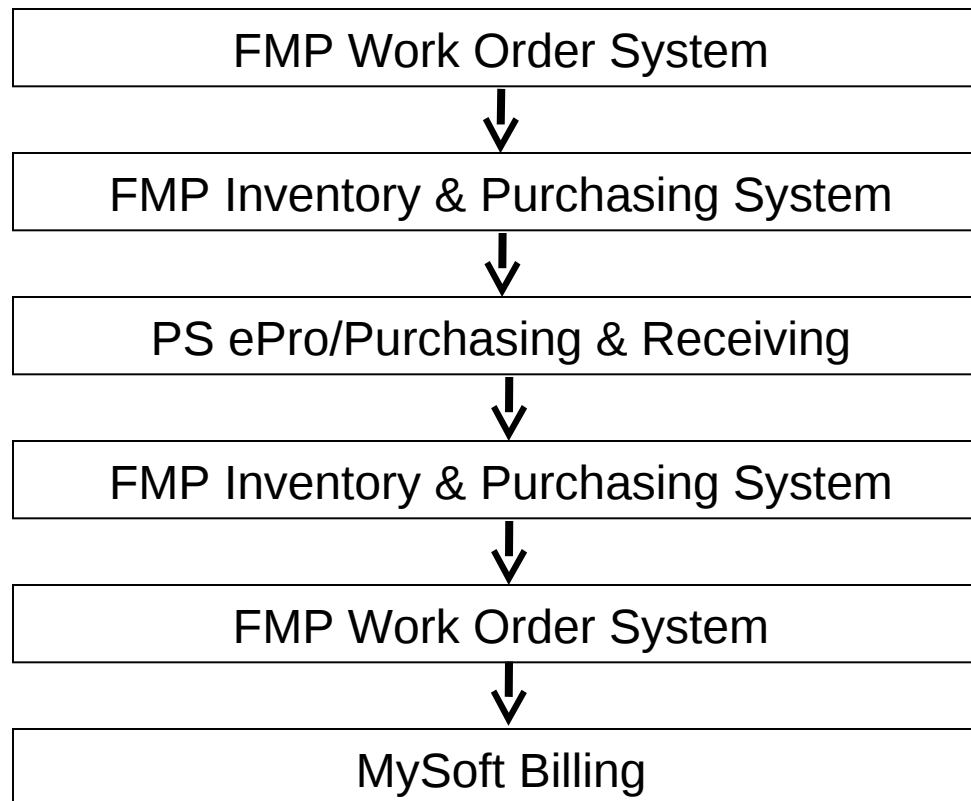 FMP Work Order System
FMP Inventory & Purchasing System
PS ePro/Purchasing & Receiving
FMP Inventory & Purchasing System
FMP Work Order System
MySoft Billing